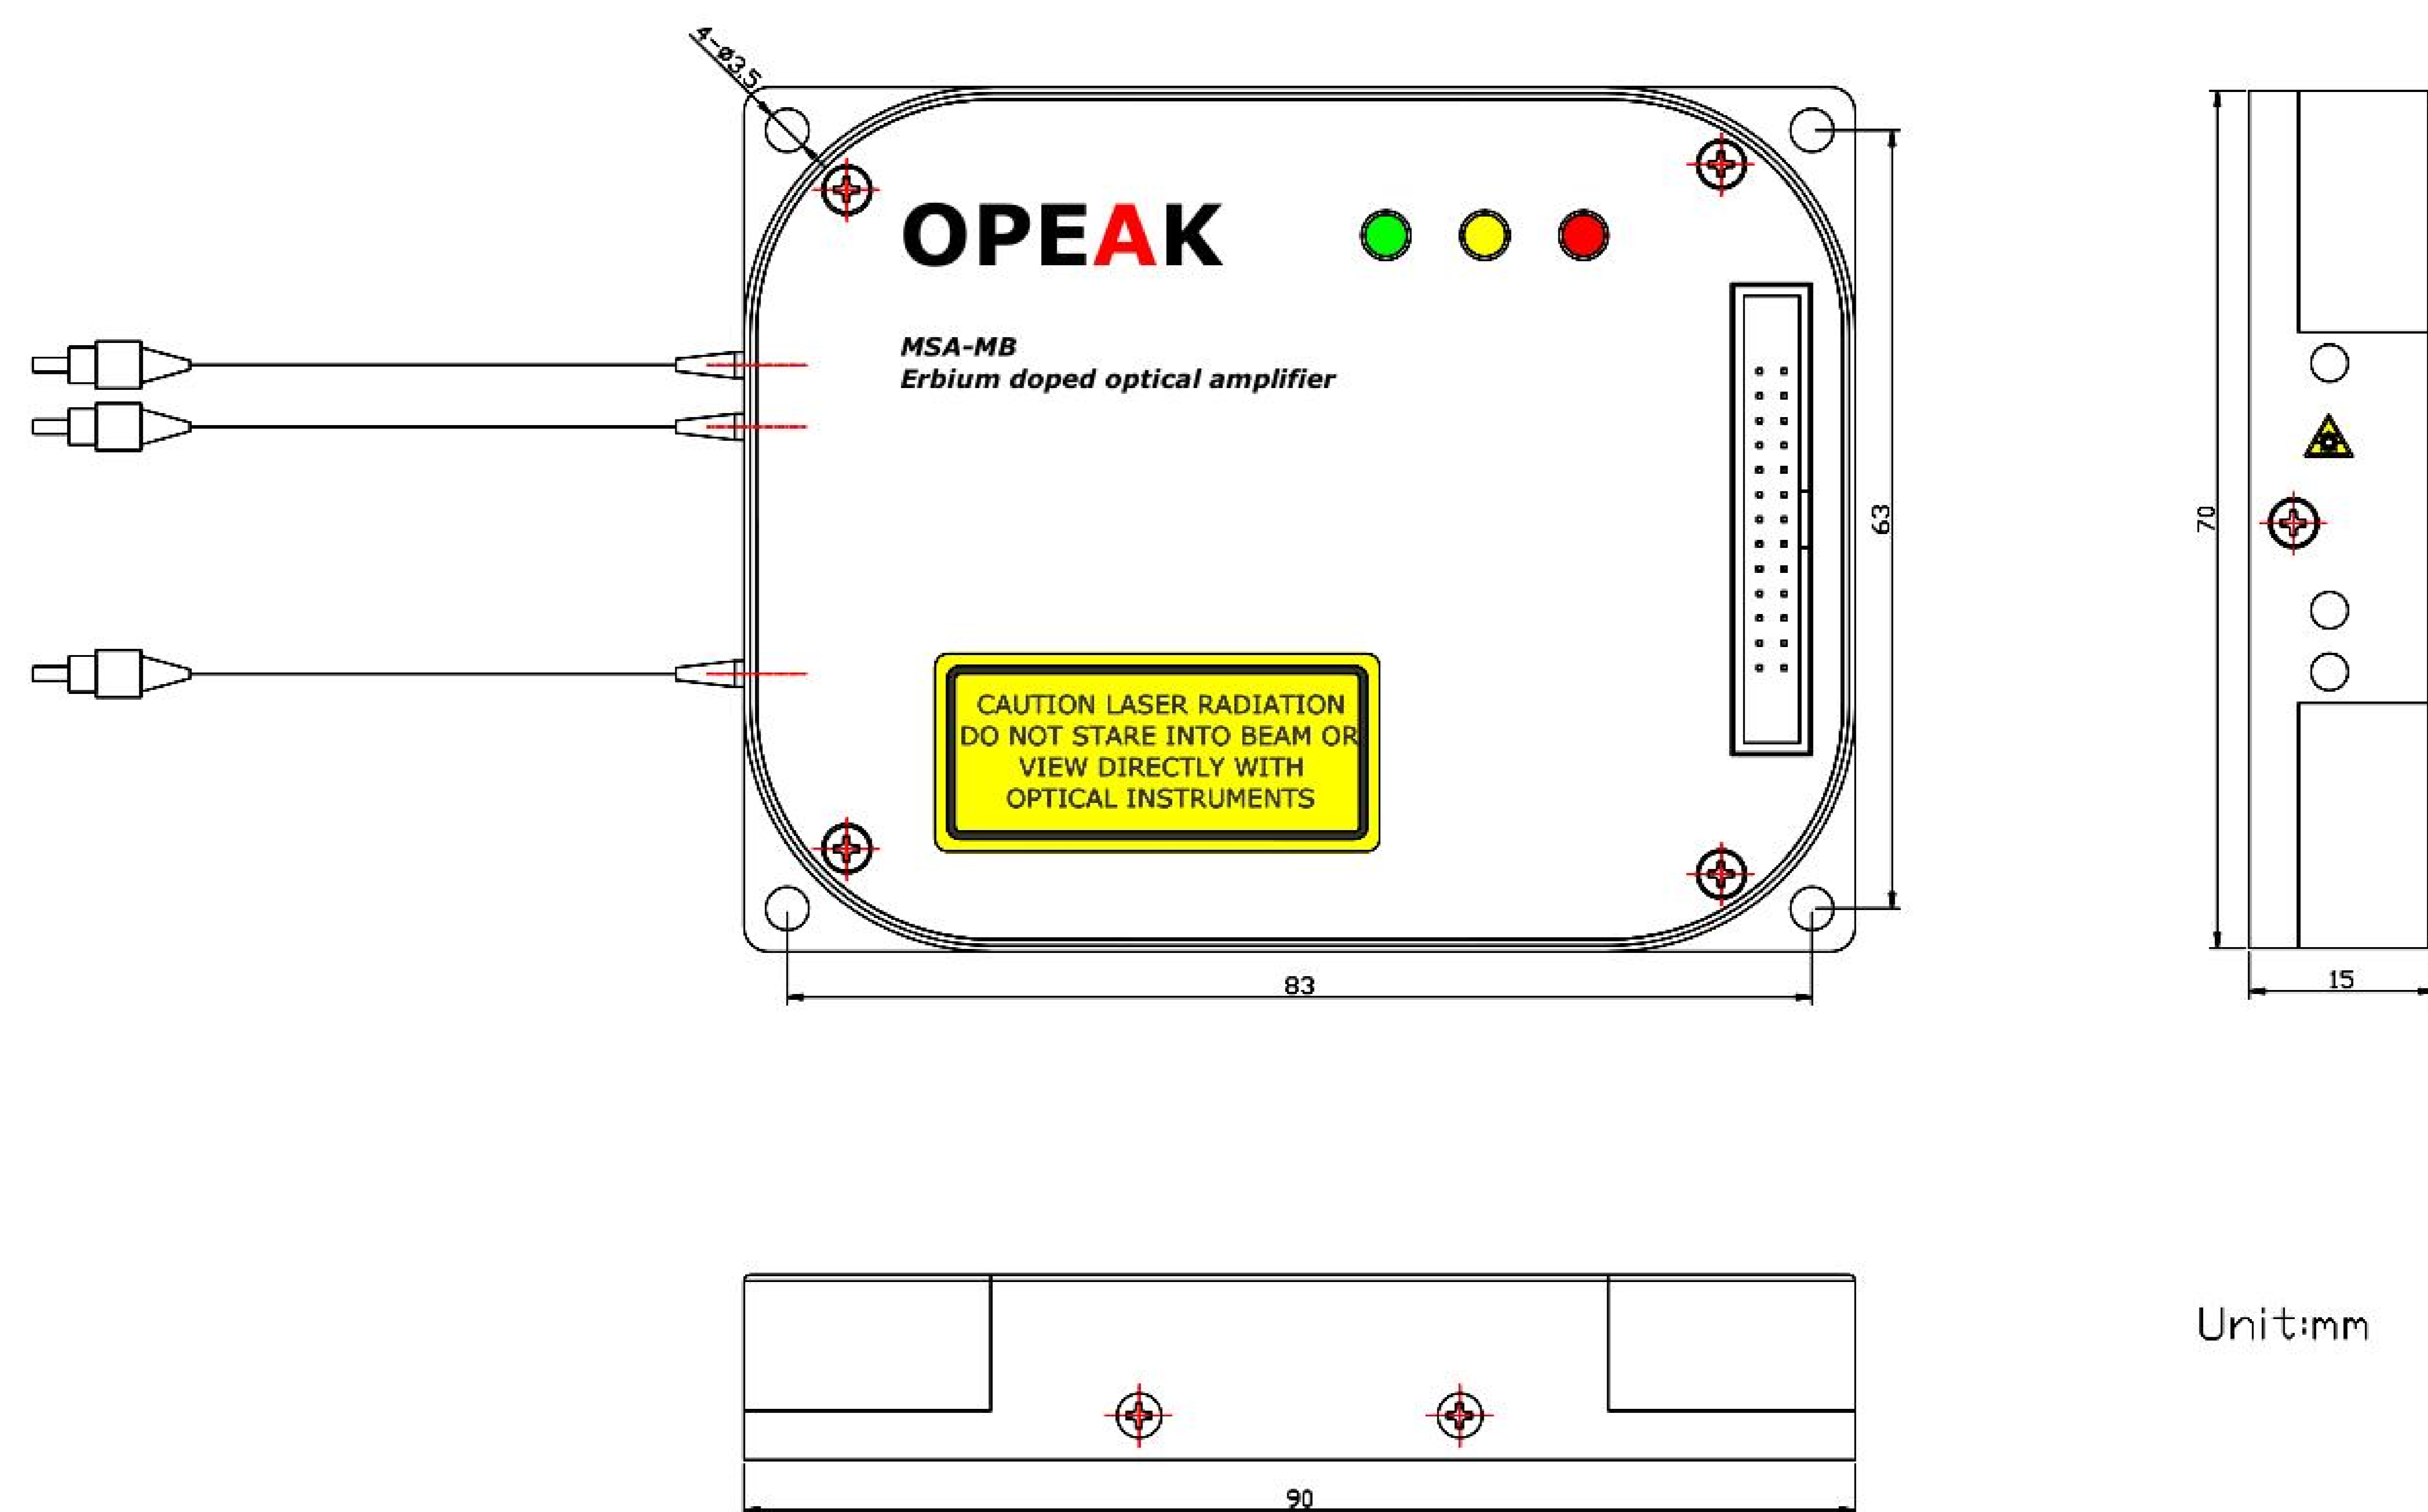 4-ø3.5
OPEAK
MSA-MB
Erbium doped optical amplifier
63
70
CAUTION LASER RADIATION
DO NOT STARE INTO BEAM OR
VIEW DIRECTLY WITH
OPTICAL INSTRUMENTS
83
15
Unit:mm
90